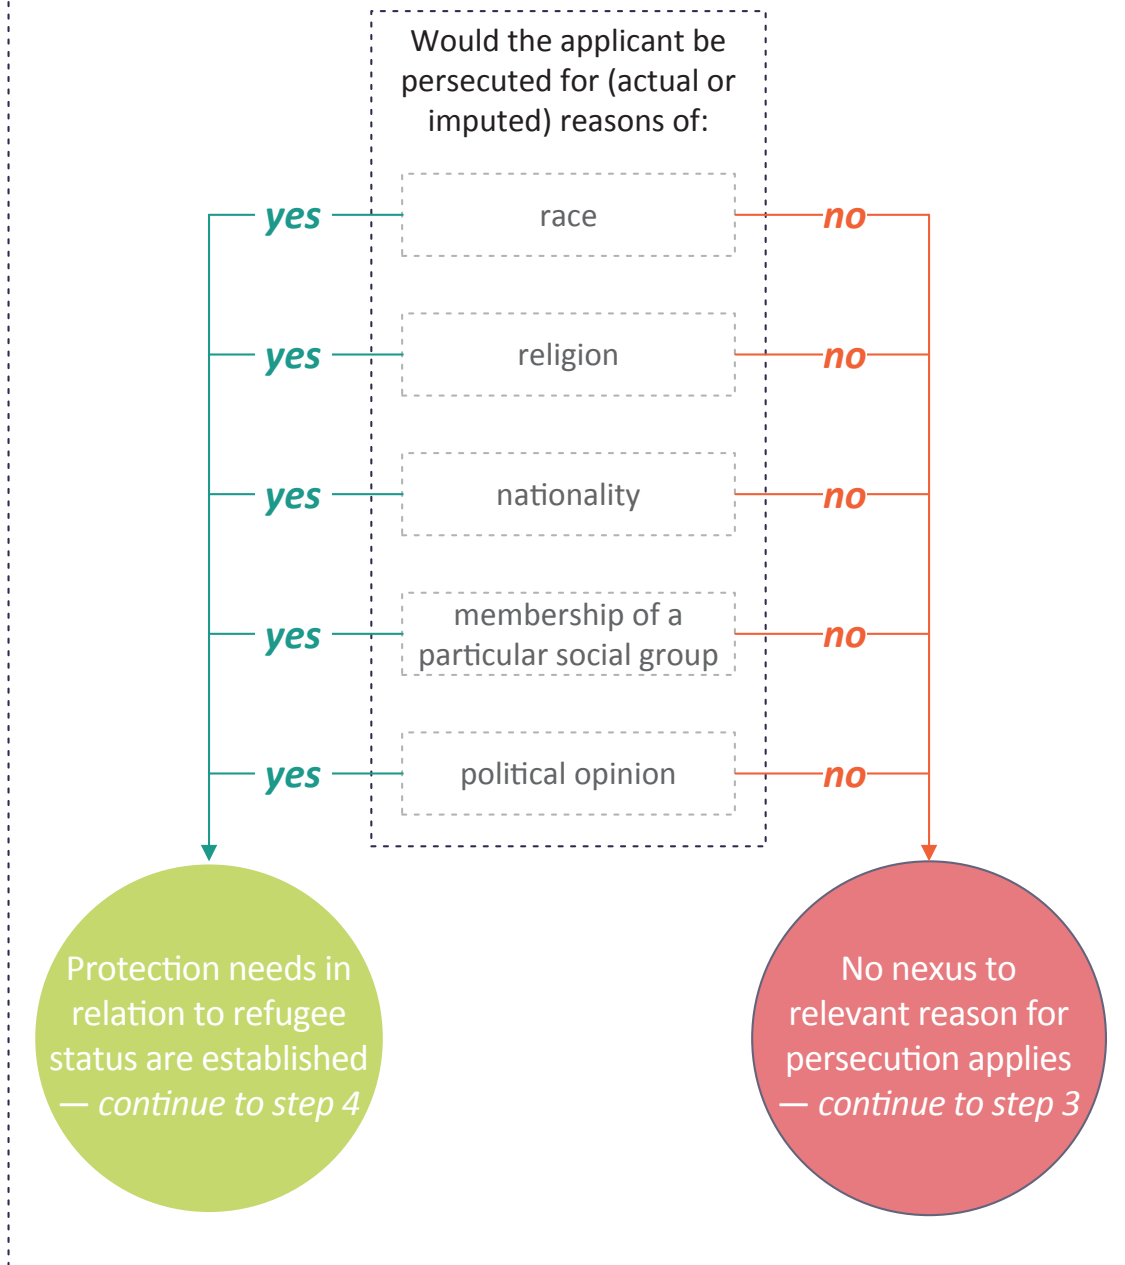 Would the applicant be
persecuted for (actual or
imputed) reasons of:
yes
race
no
yes
religion
no
yes
nationality
no
yes
membership of a
particular social group
no
yes
political opinion
no
Protection needs in
relation to refugee
status are established
— continue to step 4
No nexus to
relevant reason for
persecution applies
— continue to step 3